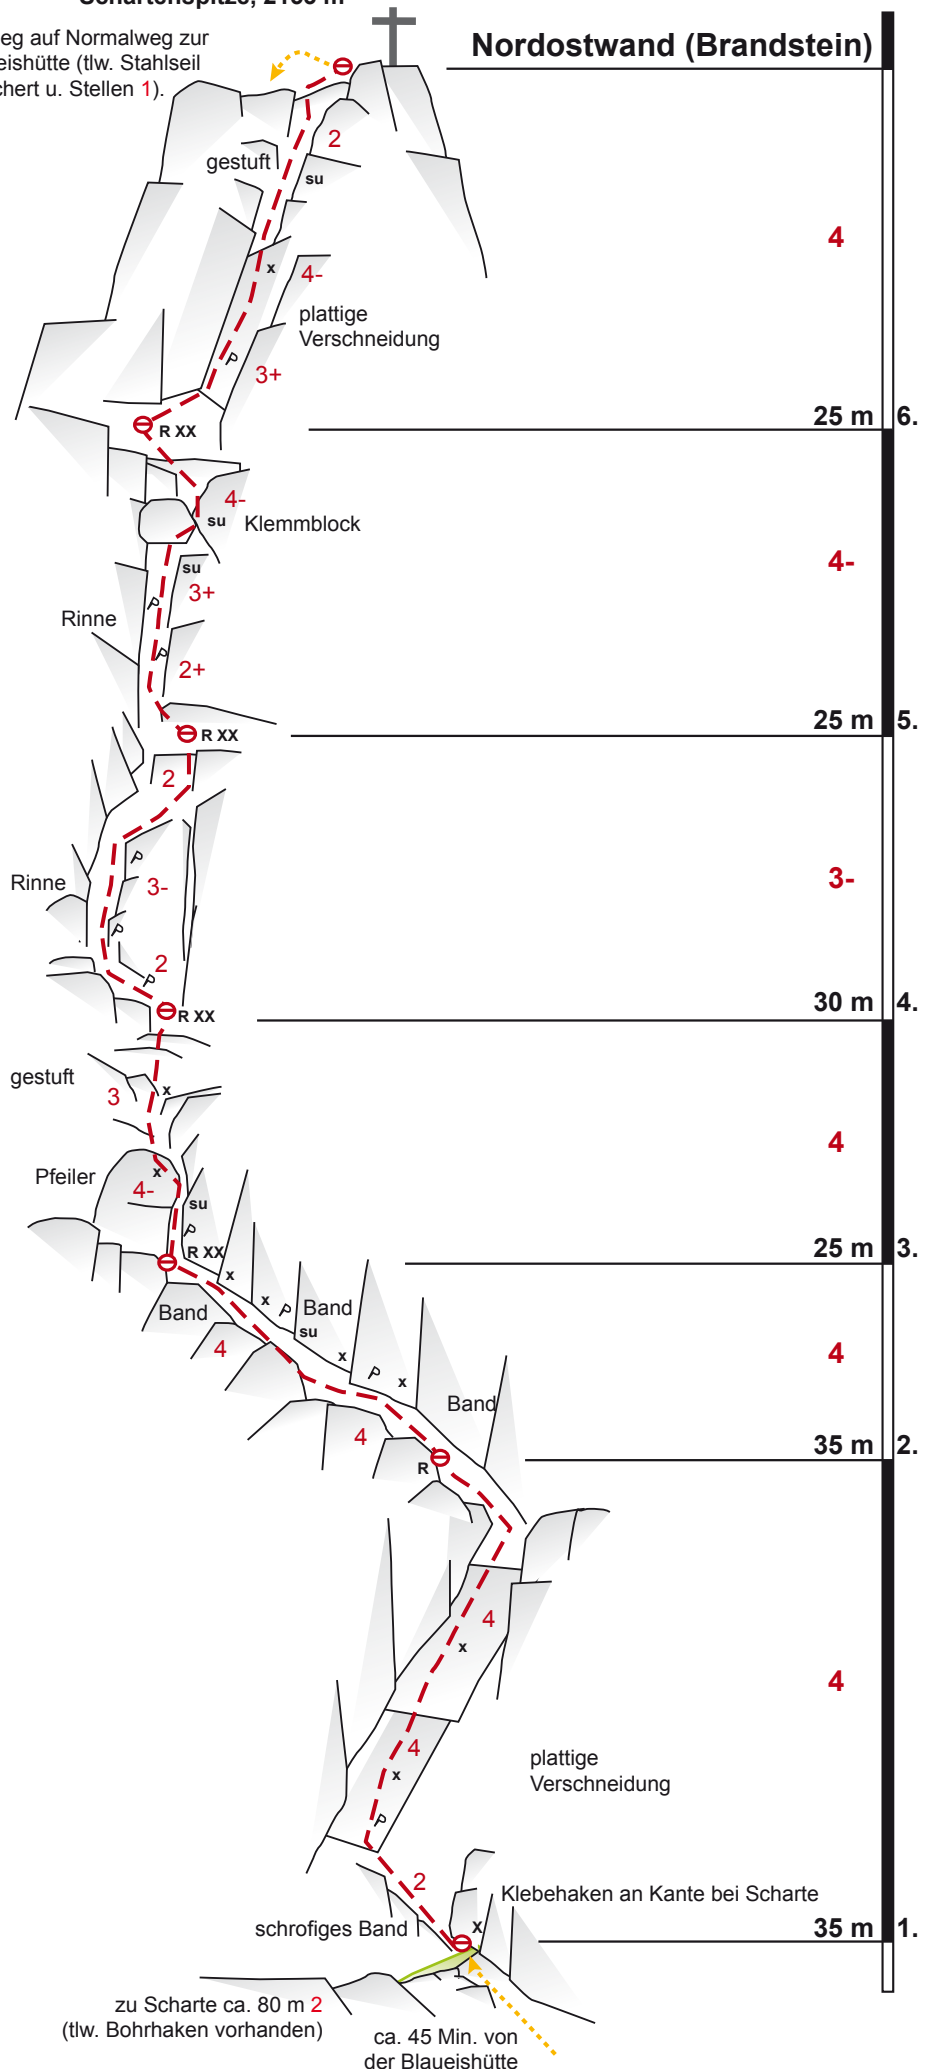 Nordostwand (Brandstein)
auf Normalweg zur
(tlw. Stahlseil
u. Stellen 1).
2
gestuft
su
4
x
4-
plattige
Verschneidung
P
3+
25 m 6.
R XX
4-
su Klemmblock
4-
su
3+
P
Rinne
P
2+
25 m 5.
R XX
2
P
Rinne
3-
3-
P
2
P
30 m 4.
R XX
gestuft
3
x
4
x
Pfeiler
4-
su
P
R XX
25 m 3.
x
x
P
Band
Band
su
4
x
4
P
x
Band
4
35 m 2.
R
4
x
4
4
x
plattige
Verschneidung
P
2
Klebehaken an Kante bei Scharte
schrofiges Band
x
35 m 1.
zu Scharte ca. 80 m 2
(tlw. Bohrhaken vorhanden)
ca. 45 Min. von
der Blaueishütte